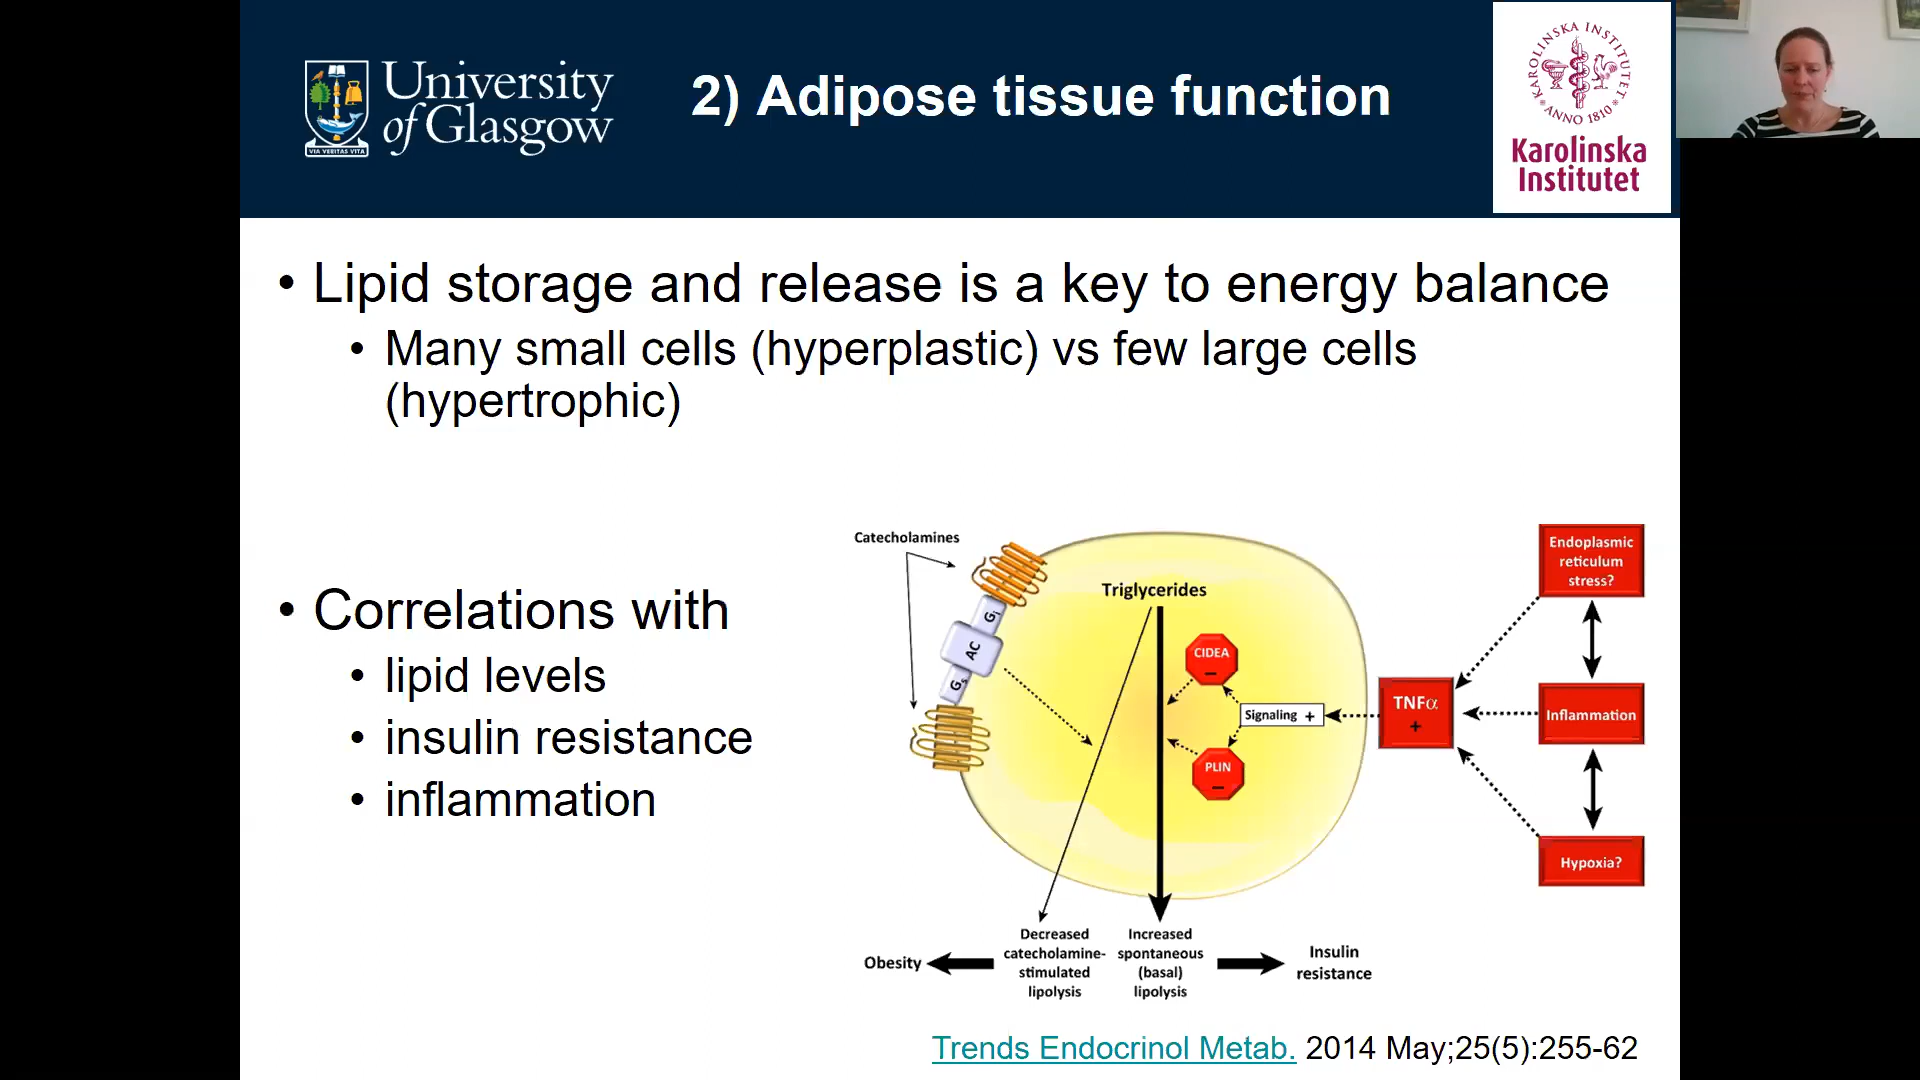 University
of Glasgow
VIA VERITAS VITA
2) Adipose tissue function
KAROLINSKA INSTITUTET
ANNO 1810
Karolinska
Institutet
• Lipid storage and release is a key to energy balance
• Many small cells (hyperplastic) vs few large cells
(hypertrophic)
• Correlations with
• lipid levels
• insulin resistance
• inflammation
Catecholamines
Gi
AC
Gs
Triglycerides
CIDEA
–
Signaling +
PLIN
–
TNFα
+
Endoplasmic
reticulum
stress?
Inflammation
Hypoxia?
Obesity
Decreased
catecholamine-
stimulated
lipolysis
Increased
spontaneous
(basal)
lipolysis
Insulin
resistance
Trends Endocrinol Metab. 2014 May;25(5):255-62